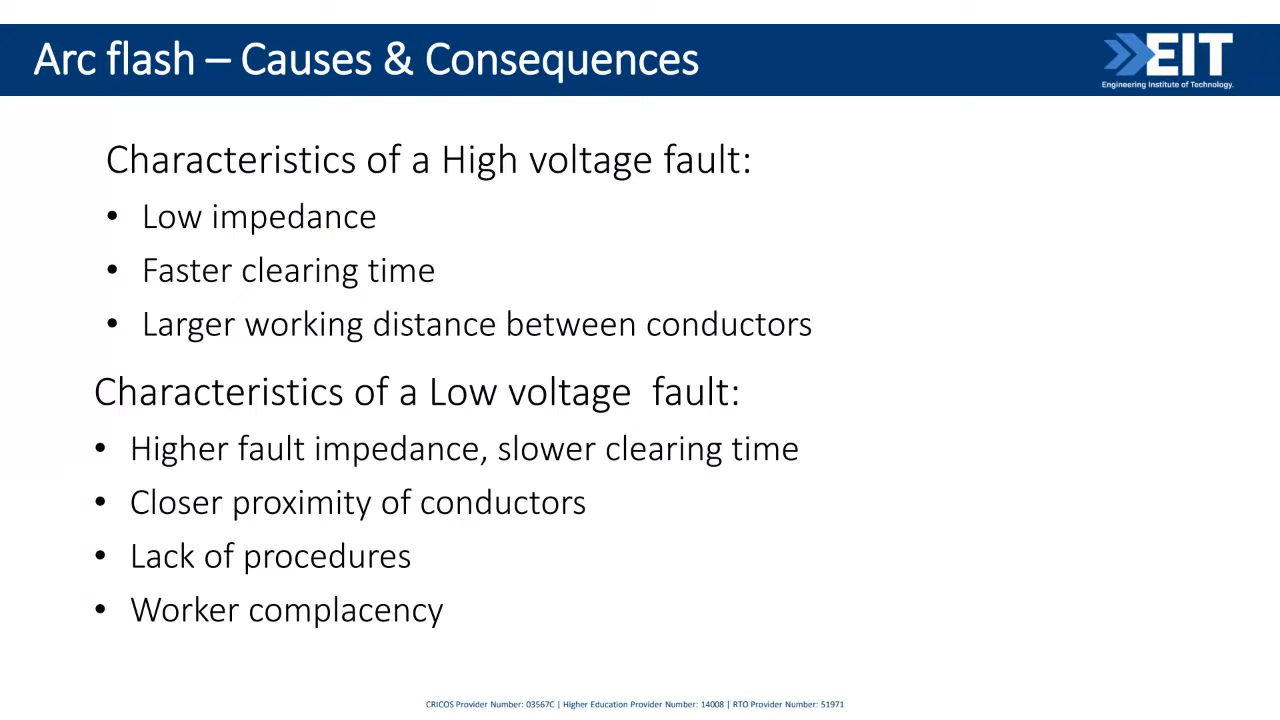 Arc flash – Causes & Consequences
EIT
Engineering Institute of Technology.
Characteristics of a High voltage fault:
• Low impedance
• Faster clearing time
• Larger working distance between conductors
Characteristics of a Low voltage  fault:
• Higher fault impedance, slower clearing time
• Closer proximity of conductors
• Lack of procedures
• Worker complacency
CRICOS Provider Number: 03567C | Higher Education Provider Number: 14008 | RTO Provider Number: 51971